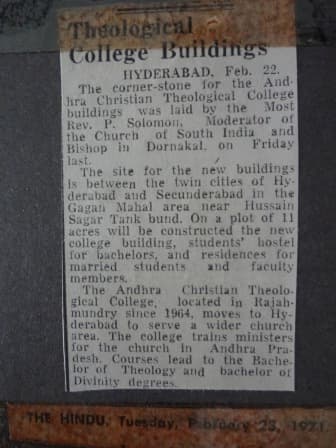 Theological
College Buildings
HYDERABAD, Feb. 22.
The corner-stone for the And-
hra Christian Theological College
buildings was laid by the Most
Rev. P. Solomon, Moderator of
the Church of South India and
Bishop in Dornakal, on Friday
last.
The site for the new buildings
is between the twin cities of Hy-
derabad and Secunderabad in the
Gagan Mahal area near Hussain
Sagar Tank bund. On a plot of 11
acres will be constructed the new
college building, students' hostel
for bachelors, and residences for
married students and faculty
members.
The Andhra Christian Theolo-
gical College, located in Rajah-
mundry since 1964, moves to Hy-
derabad to serve a wider church
area. The college trains ministers
for the church in Andhra Pra-
desh. Courses lead to the Bache-
lor of Theology and bachelor of
Divinity degrees.
THE HINDU, Tuesday, February 23, 1971